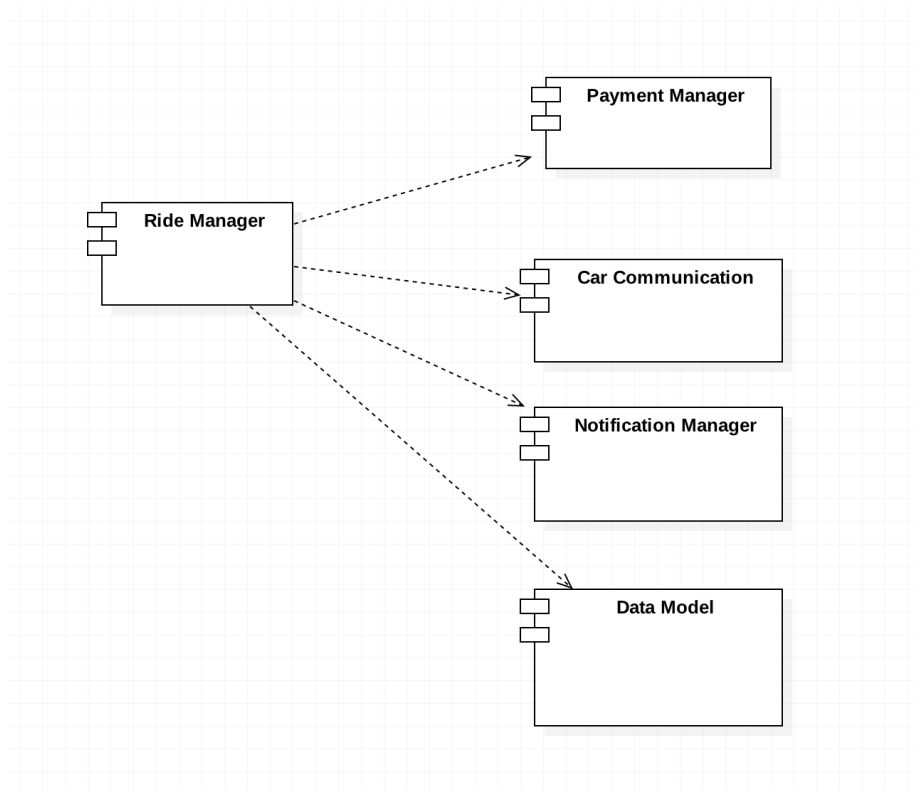 Payment Manager
Ride Manager
Car Communication
Notification Manager
Data Model